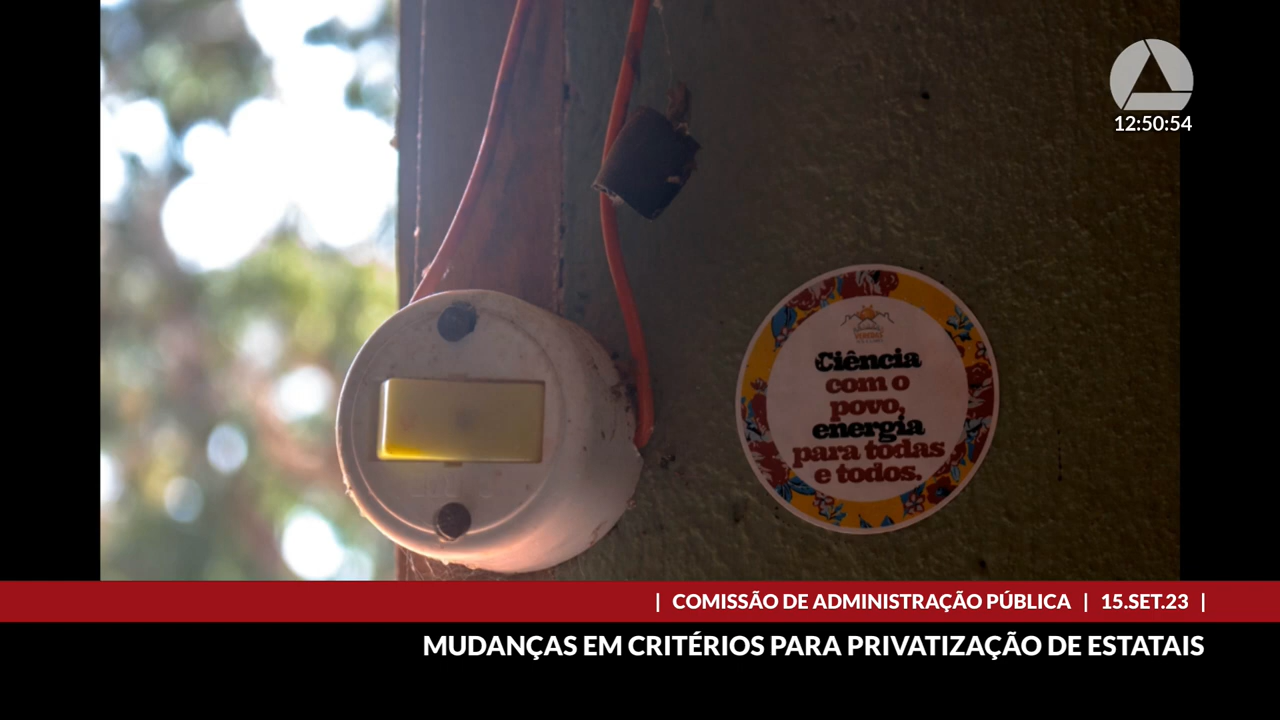 12:50:54
Ciência
com o
povo,
energia
para todas
e todos.
| COMISSÃO DE ADMINISTRAÇÃO PÚBLICA | 15.SET.23 |
MUDANÇAS EM CRITÉRIOS PARA PRIVATIZAÇÃO DE ESTATAIS